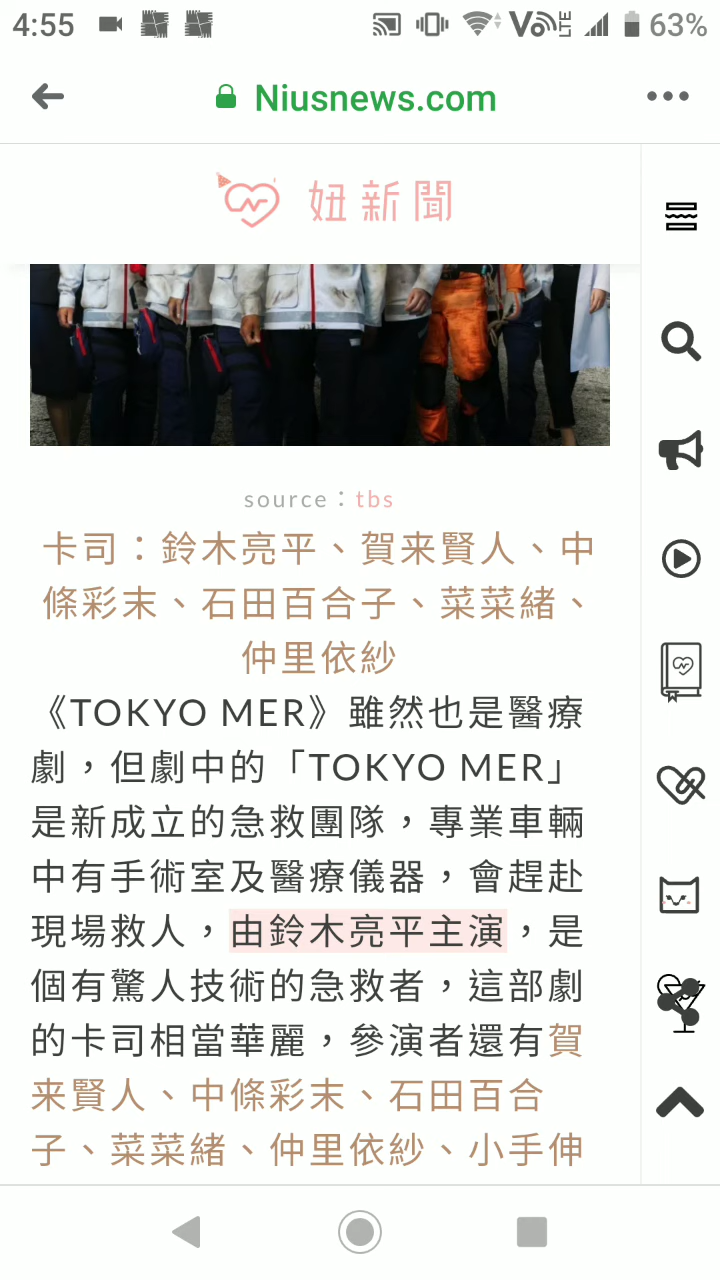 4:55
VoLTE
63%
Niusnews.com
妞新聞
source：tbs
卡司：鈴木亮平、賀来賢人、中
條彩末、石田百合子、菜菜緒、
仲里依紗
《TOKYO MER》雖然也是醫療
劇，但劇中的「TOKYO MER」
是新成立的急救團隊，專業車輛
中有手術室及醫療儀器，會趕赴
現場救人，由鈴木亮平主演，是
個有驚人技術的急救者，這部劇
的卡司相當華麗，參演者還有賀
来賢人、中條彩末、石田百合
子、菜菜緒、仲里依紗、小手伸